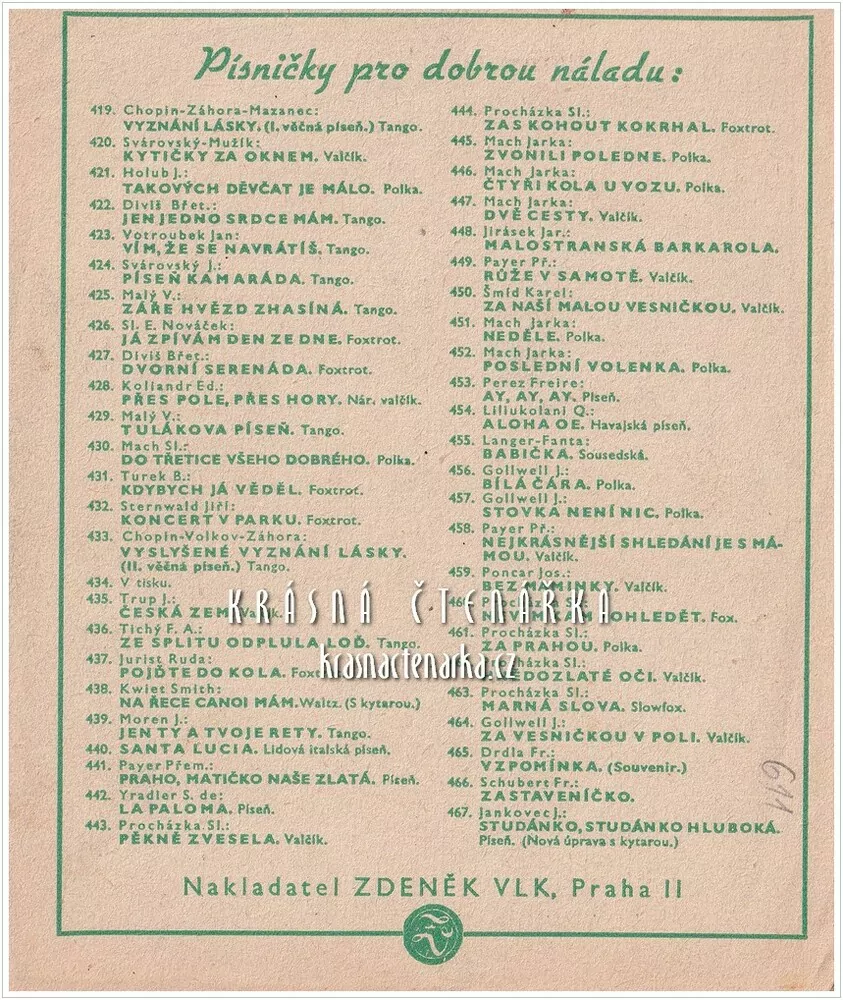 Písničky pro dobrou náladu:
419. Chopin-Záhora-Mazanec:
VYZNÁNÍ LÁSKY. (I. věčná píseň.) Tango.
420. Svárovský-Mužík:
KYTIČKY ZA OKNEM. Valčík.
421. Holub J.:
TAKOVÝCH DĚVČAT JE MÁLO. Polka.
422. Diviš Břet.:
JEN JEDNO SRDCE MÁM. Tango.
423. Votroubek Jan:
VÍM, ŽE SE NAVRÁTÍŠ. Tango.
424. Svárovský J.:
PÍSEŇ KAMARÁDA. Tango.
425. Malý V.:
ZÁŘE HVĚZD ZHASÍNÁ. Tango.
426. Sl. E. Nováček:
JÁ ZPÍVÁM DEN ZE DNE. Foxtrot.
427. Diviš Břet.:
DVORNÍ SERENÁDA. Foxtrot.
428. Koliandr Ed.:
PŘES POLE, PŘES HORY. Nár. valčík.
429. Malý V.:
TULÁKOVA PÍSEŇ. Tango.
430. Mach Sl.:
DO TŘETICE VŠEHO DOBRÉHO. Polka.
431. Turek B.:
KDYBYCH JÁ VĚDĚL. Foxtrot.
432. Sternwald Jiří:
KONCERT V PARKU. Foxtrot.
433. Chopin-Volkov-Záhora:
VYSLYŠENÉ VYZNÁNÍ LÁSKY.
(II. věčná píseň.) Tango.
434. V tisku.
435. Trup J.:
ČESKÁ ZEM.
436. Tichý F. A.:
ZE SPLITU ODPLULA LOĎ. Tango.
437. Jurist Ruda:
POJĎTE DO KOLA.
438. Kwiet Smith:
NA ŘECE CANOI MÁM. Waltz. (S kytarou.)
439. Moren J.:
JEN TY A TVOJE RETY. Tango.
440. SANTA LUCIA. Lidová italská píseň.
441. Payer Přem.:
PRAHO, MATIČKO NAŠE ZLATÁ. Píseň.
442. Yradler S. de:
LA PALOMA. Píseň.
443. Procházka Sl.:
PĚKNĚ ZVESELA. Valčík.
444. Procházka Sl.:
ZAS KOHOUT KOKRHAL. Foxtrot.
445. Mach Jarka:
ZVONILI POLEDNE. Polka.
446. Mach Jarka:
ČTYŘI KOLA U VOZU. Polka.
447. Mach Jarka:
DVĚ CESTY. Valčík.
448. Jirásek Jar.:
MALOSTRANSKÁ BARKAROLA.
449. Payer Př.:
RŮŽE V SAMOTĚ. Valčík.
450. Šmíd Karel:
ZA NAŠÍ MALOU VESNIČKOU. Valčík.
451. Mach Jarka:
NEDĚLE. Polka.
452. Mach Jarka:
POSLEDNÍ VOLENKA. Polka.
453. Perez Freire:
AY, AY, AY. Píseň.
454. Liliukolani Q.:
ALOHA OE. Havajská píseň.
455. Langer-Fanta:
BABIČKA. Sousedská.
456. Gollwell J.:
BÍLÁ ČÁRA. Polka.
457. Gollwell J.:
STOVKA NENÍ NIC. Polka.
458. Payer Př.:
NEJKRÁSNĚJŠÍ SHLEDÁNÍ JE S MÁ-
MOU. Valčík.
459. Poncar Jos.:
BEZ MAMINKY. Valčík.
Procházka Sl.:
Fox.
461. Procházka Sl.:
ZA PRAHOU. Polka.
Procházka Sl.:
OČI. Valčík.
463. Procházka Sl.:
MARNÁ SLOVA. Slowfox.
464. Gollwell J.:
ZA VESNIČKOU V POLI. Valčík.
465. Drdla Fr.:
VZPOMÍNKA. (Souvenir.)
466. Schubert Fr.:
ZASTAVENÍČKO.
467. Jankovec J.:
STUDÁNKO, STUDÁNKO HLUBOKÁ.
Píseň. (Nová úprava s kytarou.)
KRÁSNÁ ČTENÁŘKA
krasnactenarka.cz
611
Nakladatel ZDENĚK VLK, Praha II